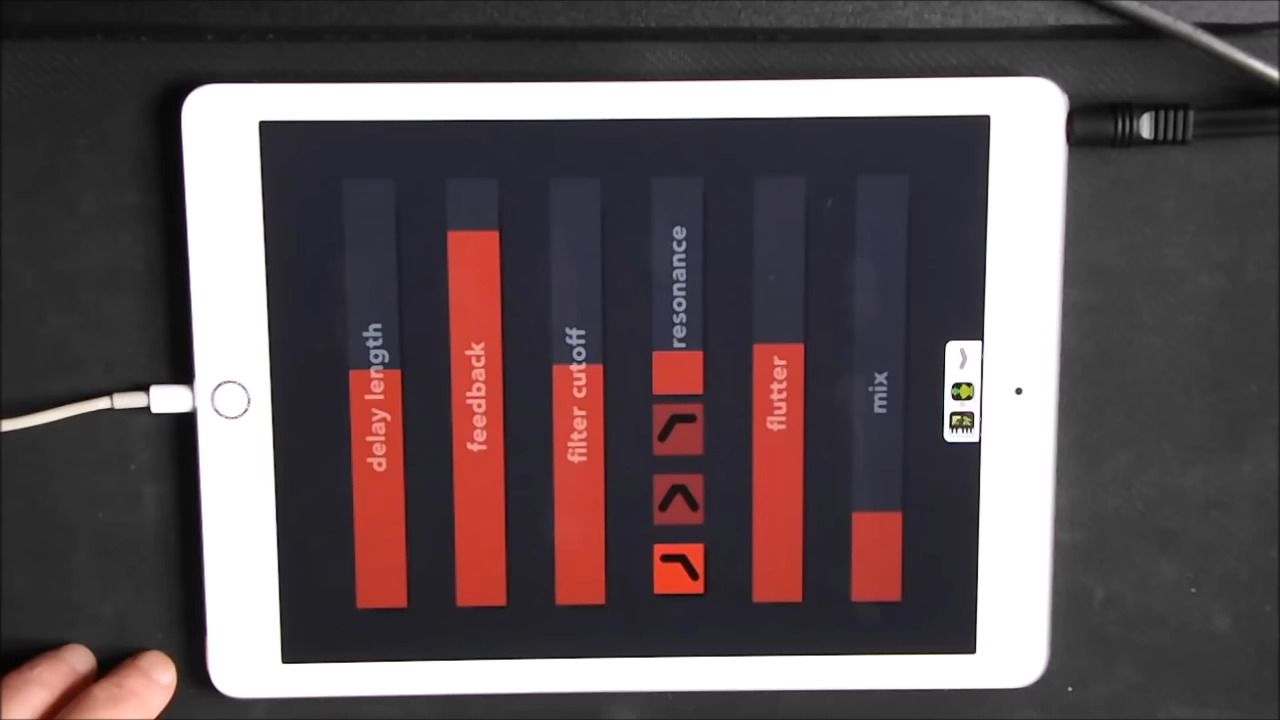 delay length
feedback
filter cutoff
resonance
flutter
mix